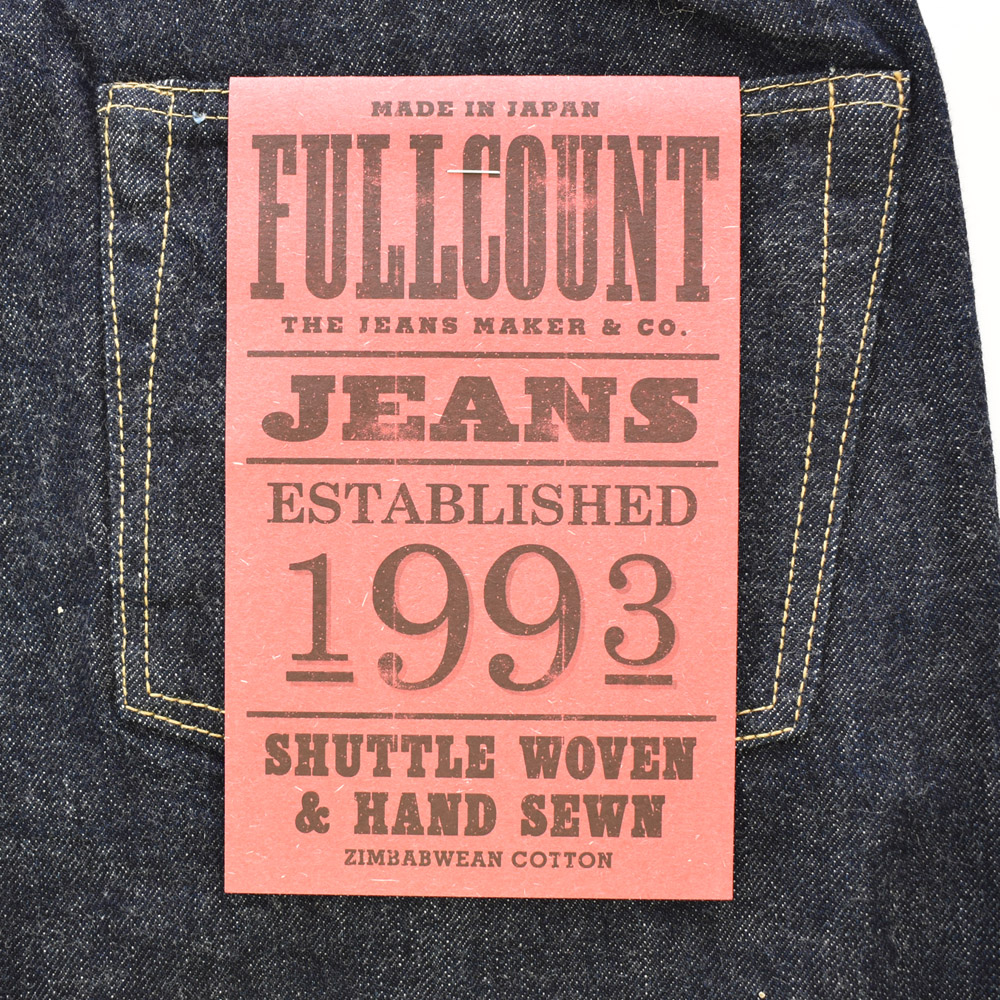 MADE IN JAPAN
FULLCOUNT
THE JEANS MAKER & CO.
JEANS
ESTABLISHED
1993
SHUTTLE WOVEN
& HAND SEWN
ZIMBABWEAN COTTON